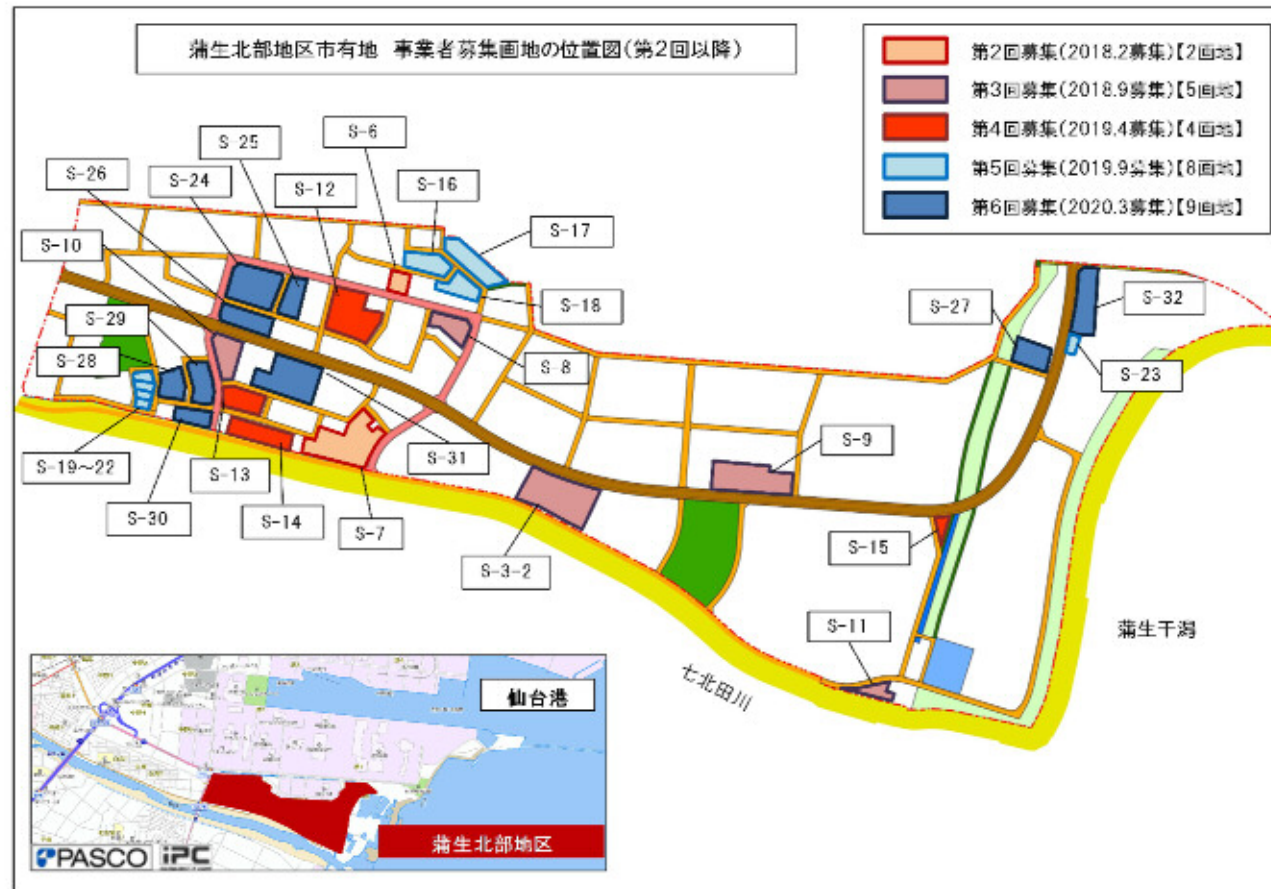 蒲生北部地区市有地 事業者募集画地の位置図(第2回以降)
第2回募集(2018.2募集)【2画地】
第3回募集(2018.9募集)【5画地】
第4回募集(2019.4募集)【4画地】
第5回募集(2019.9募集)【8画地】
第6回募集(2020.3募集)【9画地】
S-6
S-25
S-26
S-24
S-12
S-16
S-17
S-10
S-18
S-27
S-32
S-29
S-28
S-8
S-23
S-9
S-19～22
S-13
S-31
S-30
S-14
S-7
S-15
S-3-2
S-11
蒲生干潟
七北田川
仙台港
蒲生北部地区
PASCO
iPC